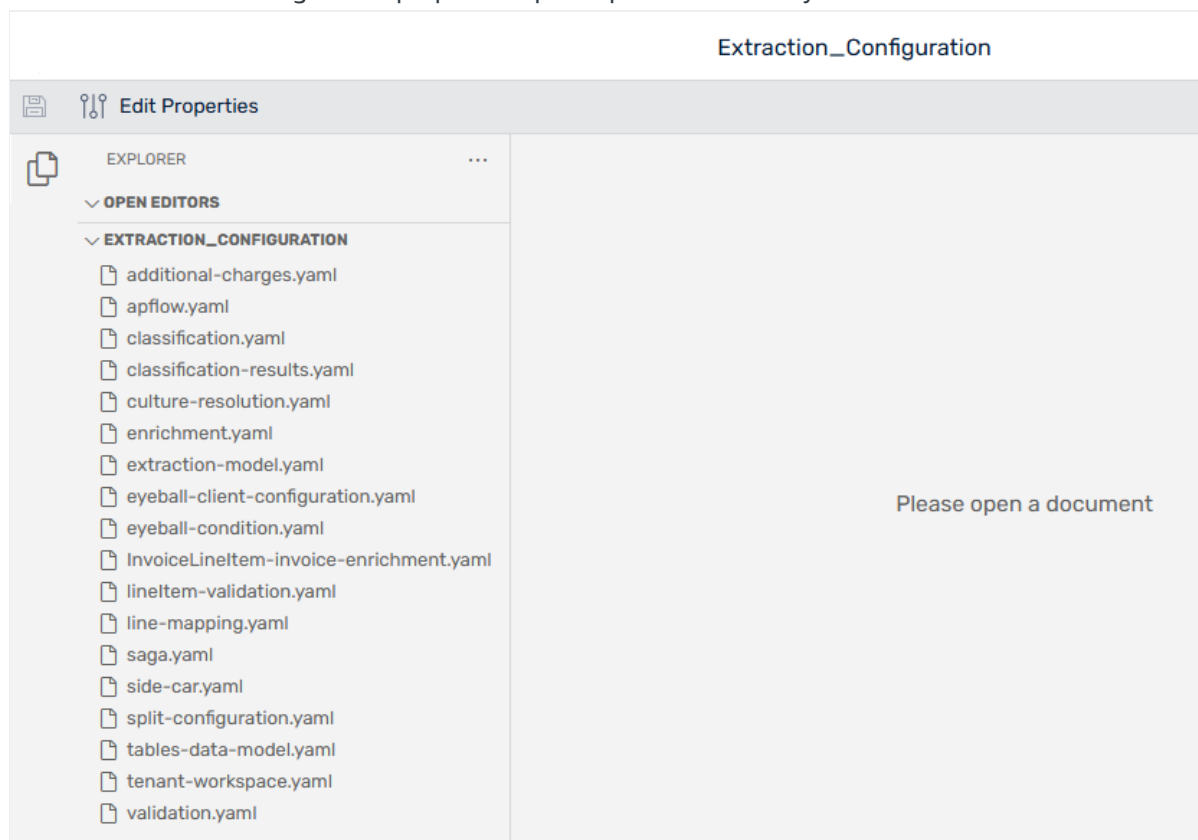 Extraction_Configuration
Edit Properties
EXPLORER
OPEN EDITORS
EXTRACTION_CONFIGURATION
additional-charges.yaml
apflow.yaml
classification.yaml
classification-results.yaml
culture-resolution.yaml
enrichment.yaml
extraction-model.yaml
eyeball-client-configuration.yaml
eyeball-condition.yaml
InvoiceLineItem-invoice-enrichment.yaml
lineItem-validation.yaml
line-mapping.yaml
saga.yaml
side-car.yaml
split-configuration.yaml
tables-data-model.yaml
tenant-workspace.yaml
validation.yaml
Please open a document